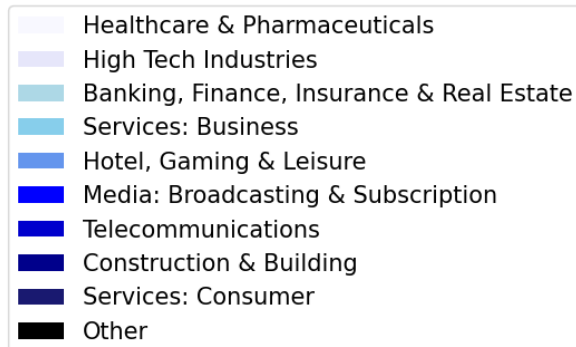 Healthcare & Pharmaceuticals
High Tech Industries
Banking, Finance, Insurance & Real Estate
Services: Business
Hotel, Gaming & Leisure
Media: Broadcasting & Subscription
Telecommunications
Construction & Building
Services: Consumer
Other